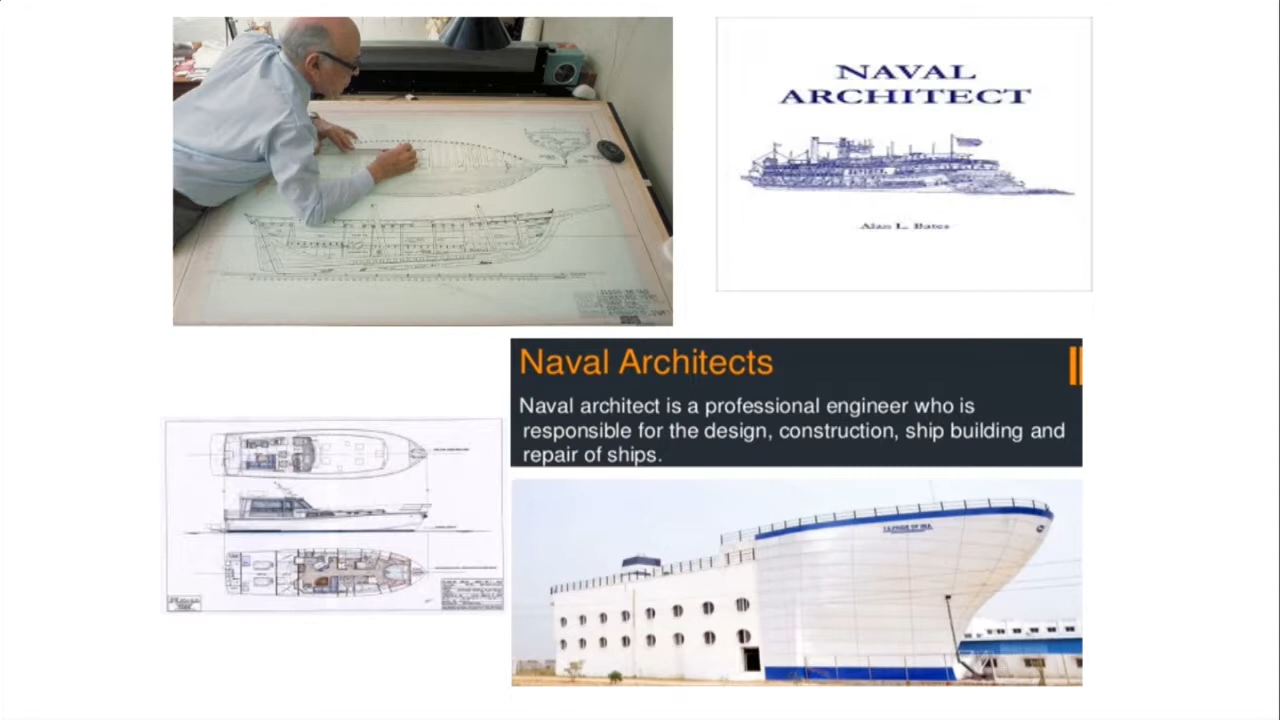 NAVAL
ARCHITECT
Alan L. Bates
Naval Architects
Naval architect is a professional engineer who is
responsible for the design, construction, ship building and
repair of ships.